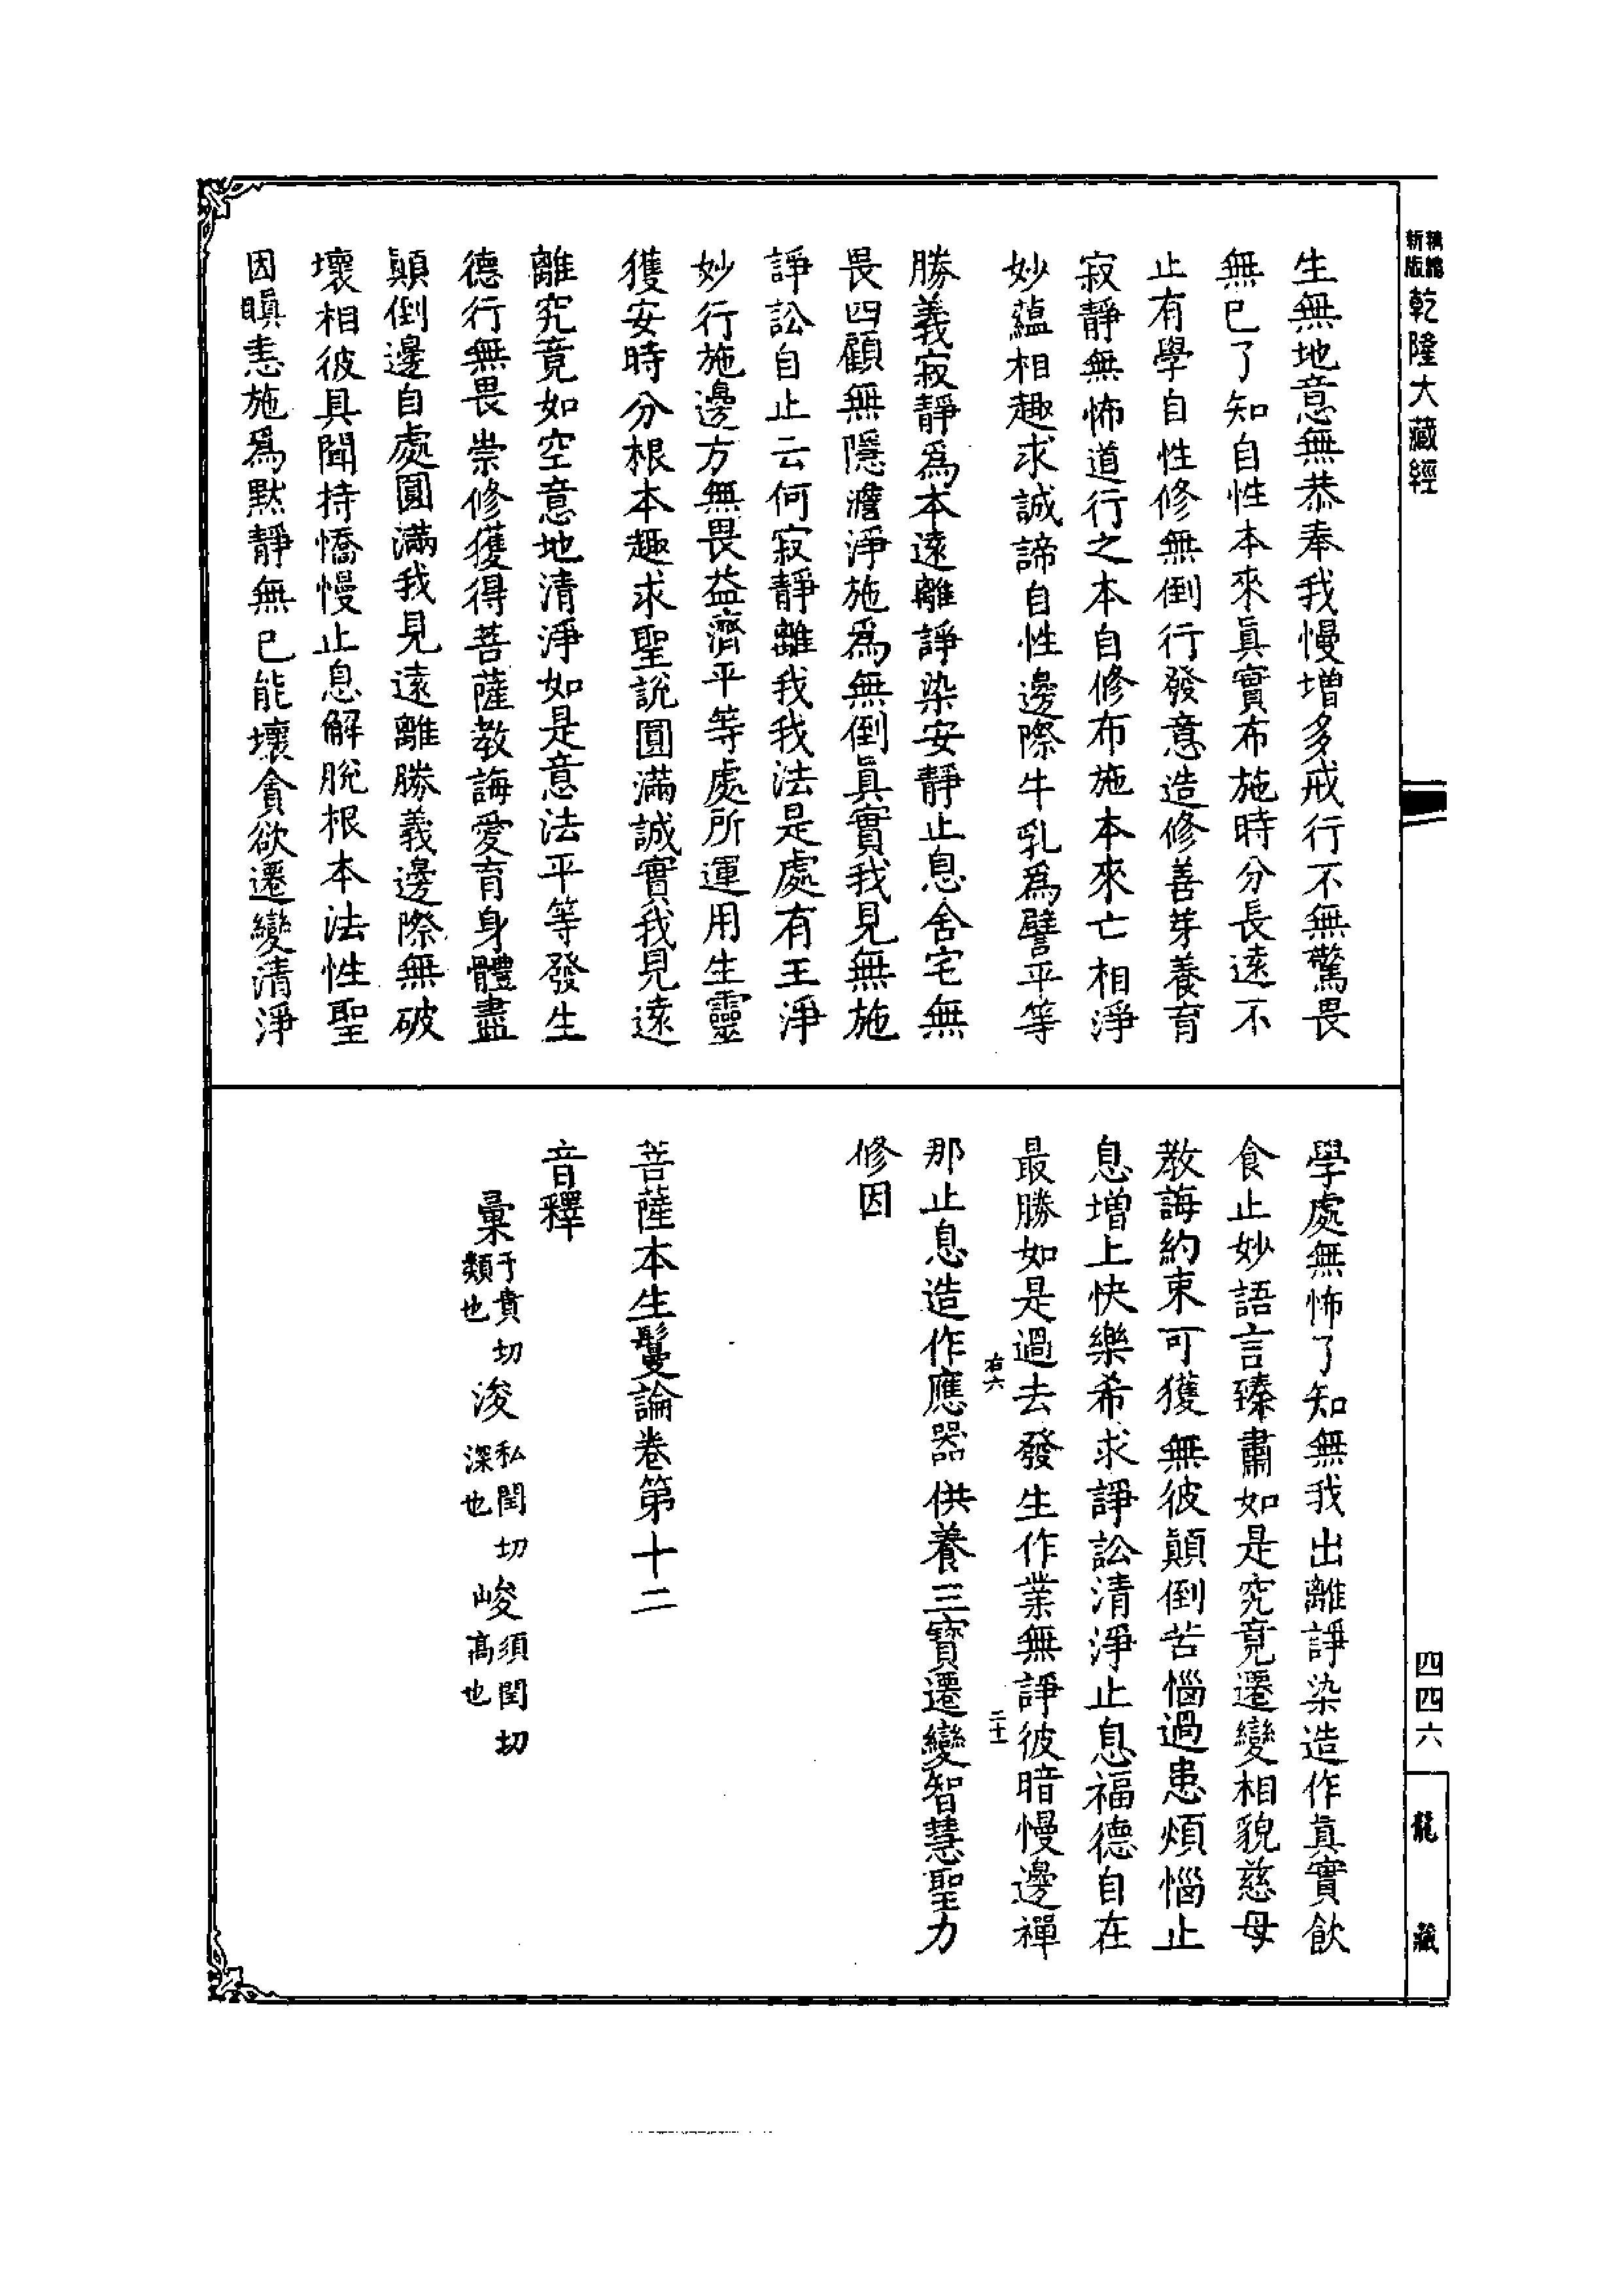 新版精縮乾隆大藏經
四四六
龍藏
生無地意無恭奉我慢增多戒行不無驚畏
無已了知自性本來眞實布施時分長遠不
止有學自性修無倒行發意造修善芽養育
寂靜無怖道行之本自修布施本來亡相淨
妙蘊相趣求誠諦自性邊際牛乳爲譬平等
勝義寂靜爲本遠離諍染安靜止息舍宅無
畏四顧無隱澹淨施爲無倒眞實我見無施
諍訟自止云何寂靜離我我法是處有王淨
妙行施邊方無畏益濟平等處所運用生靈
獲安時分根本趣求聖説圓滿誠實我見遠
離究竟如空意地清淨如是意法平等發生
德行無畏崇修獲得菩薩教誨愛育身體盡
顛倒邊自處圓滿我見遠離勝義邊際無破
壞相彼具聞持憍慢止息解脫根本法性聖
因瞋恚施爲默靜無已能壞貪欲遷變清淨
學處無怖了知無我出離諍染造作眞實飲
食止妙語言臻肅如是究竟遷變相貌慈母
教誨約束可獲無彼顛倒苦惱過患煩惱止
息增上快樂希求諍訟清淨止息福德自在
最勝如是過去發生作業無諍彼暗慢邊禪
右六
二十一
那止息造作應器供養三寶遷變智慧聖力
修因
菩薩本生鬘論卷第十二
音釋
彙于貴切類也浚私閏切深也峻須閏切高也